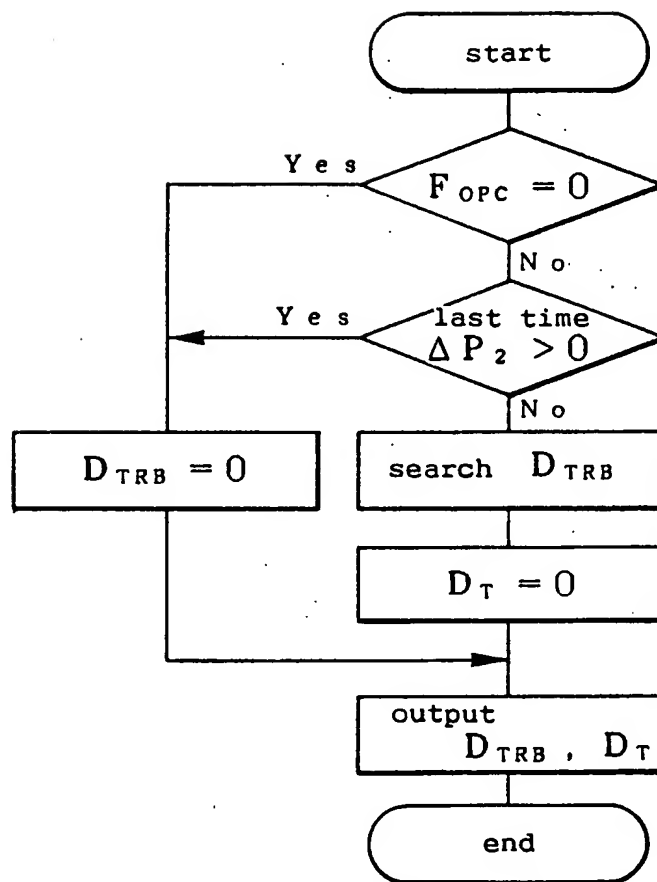 start
Yes
F_OPC = 0
No
Yes
last time
Δ P_2 > 0
No
D_TRB = 0
search D_TRB
D_T = 0
output
D_TRB , D_T
end